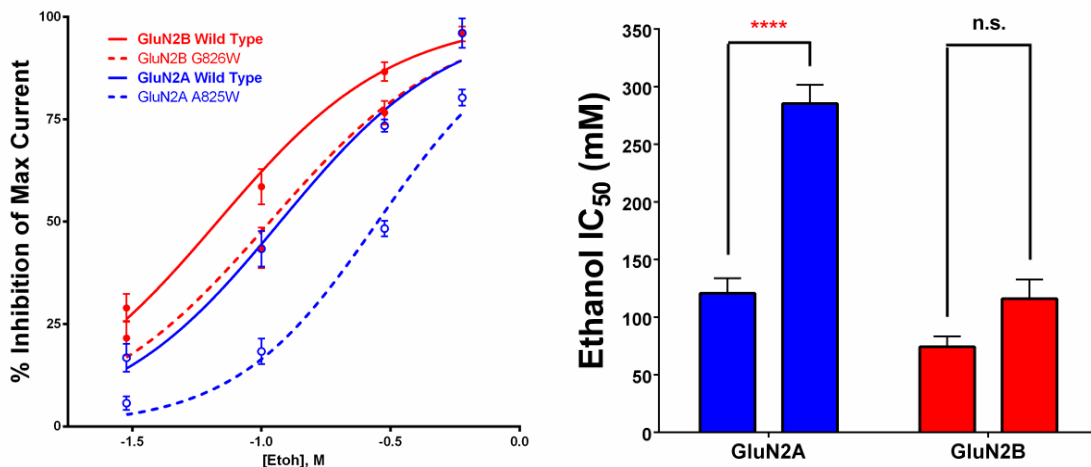 % Inhibition of Max Current
100
75
50
25
0
GluN2B Wild Type
GluN2B G826W
GluN2A Wild Type
GluN2A A825W
-1.5
-1.0
-0.5
0.0
[Etoh], M
Ethanol IC50 (mM)
350
300
250
200
150
100
50
0
****
n.s.
GluN2A
GluN2B